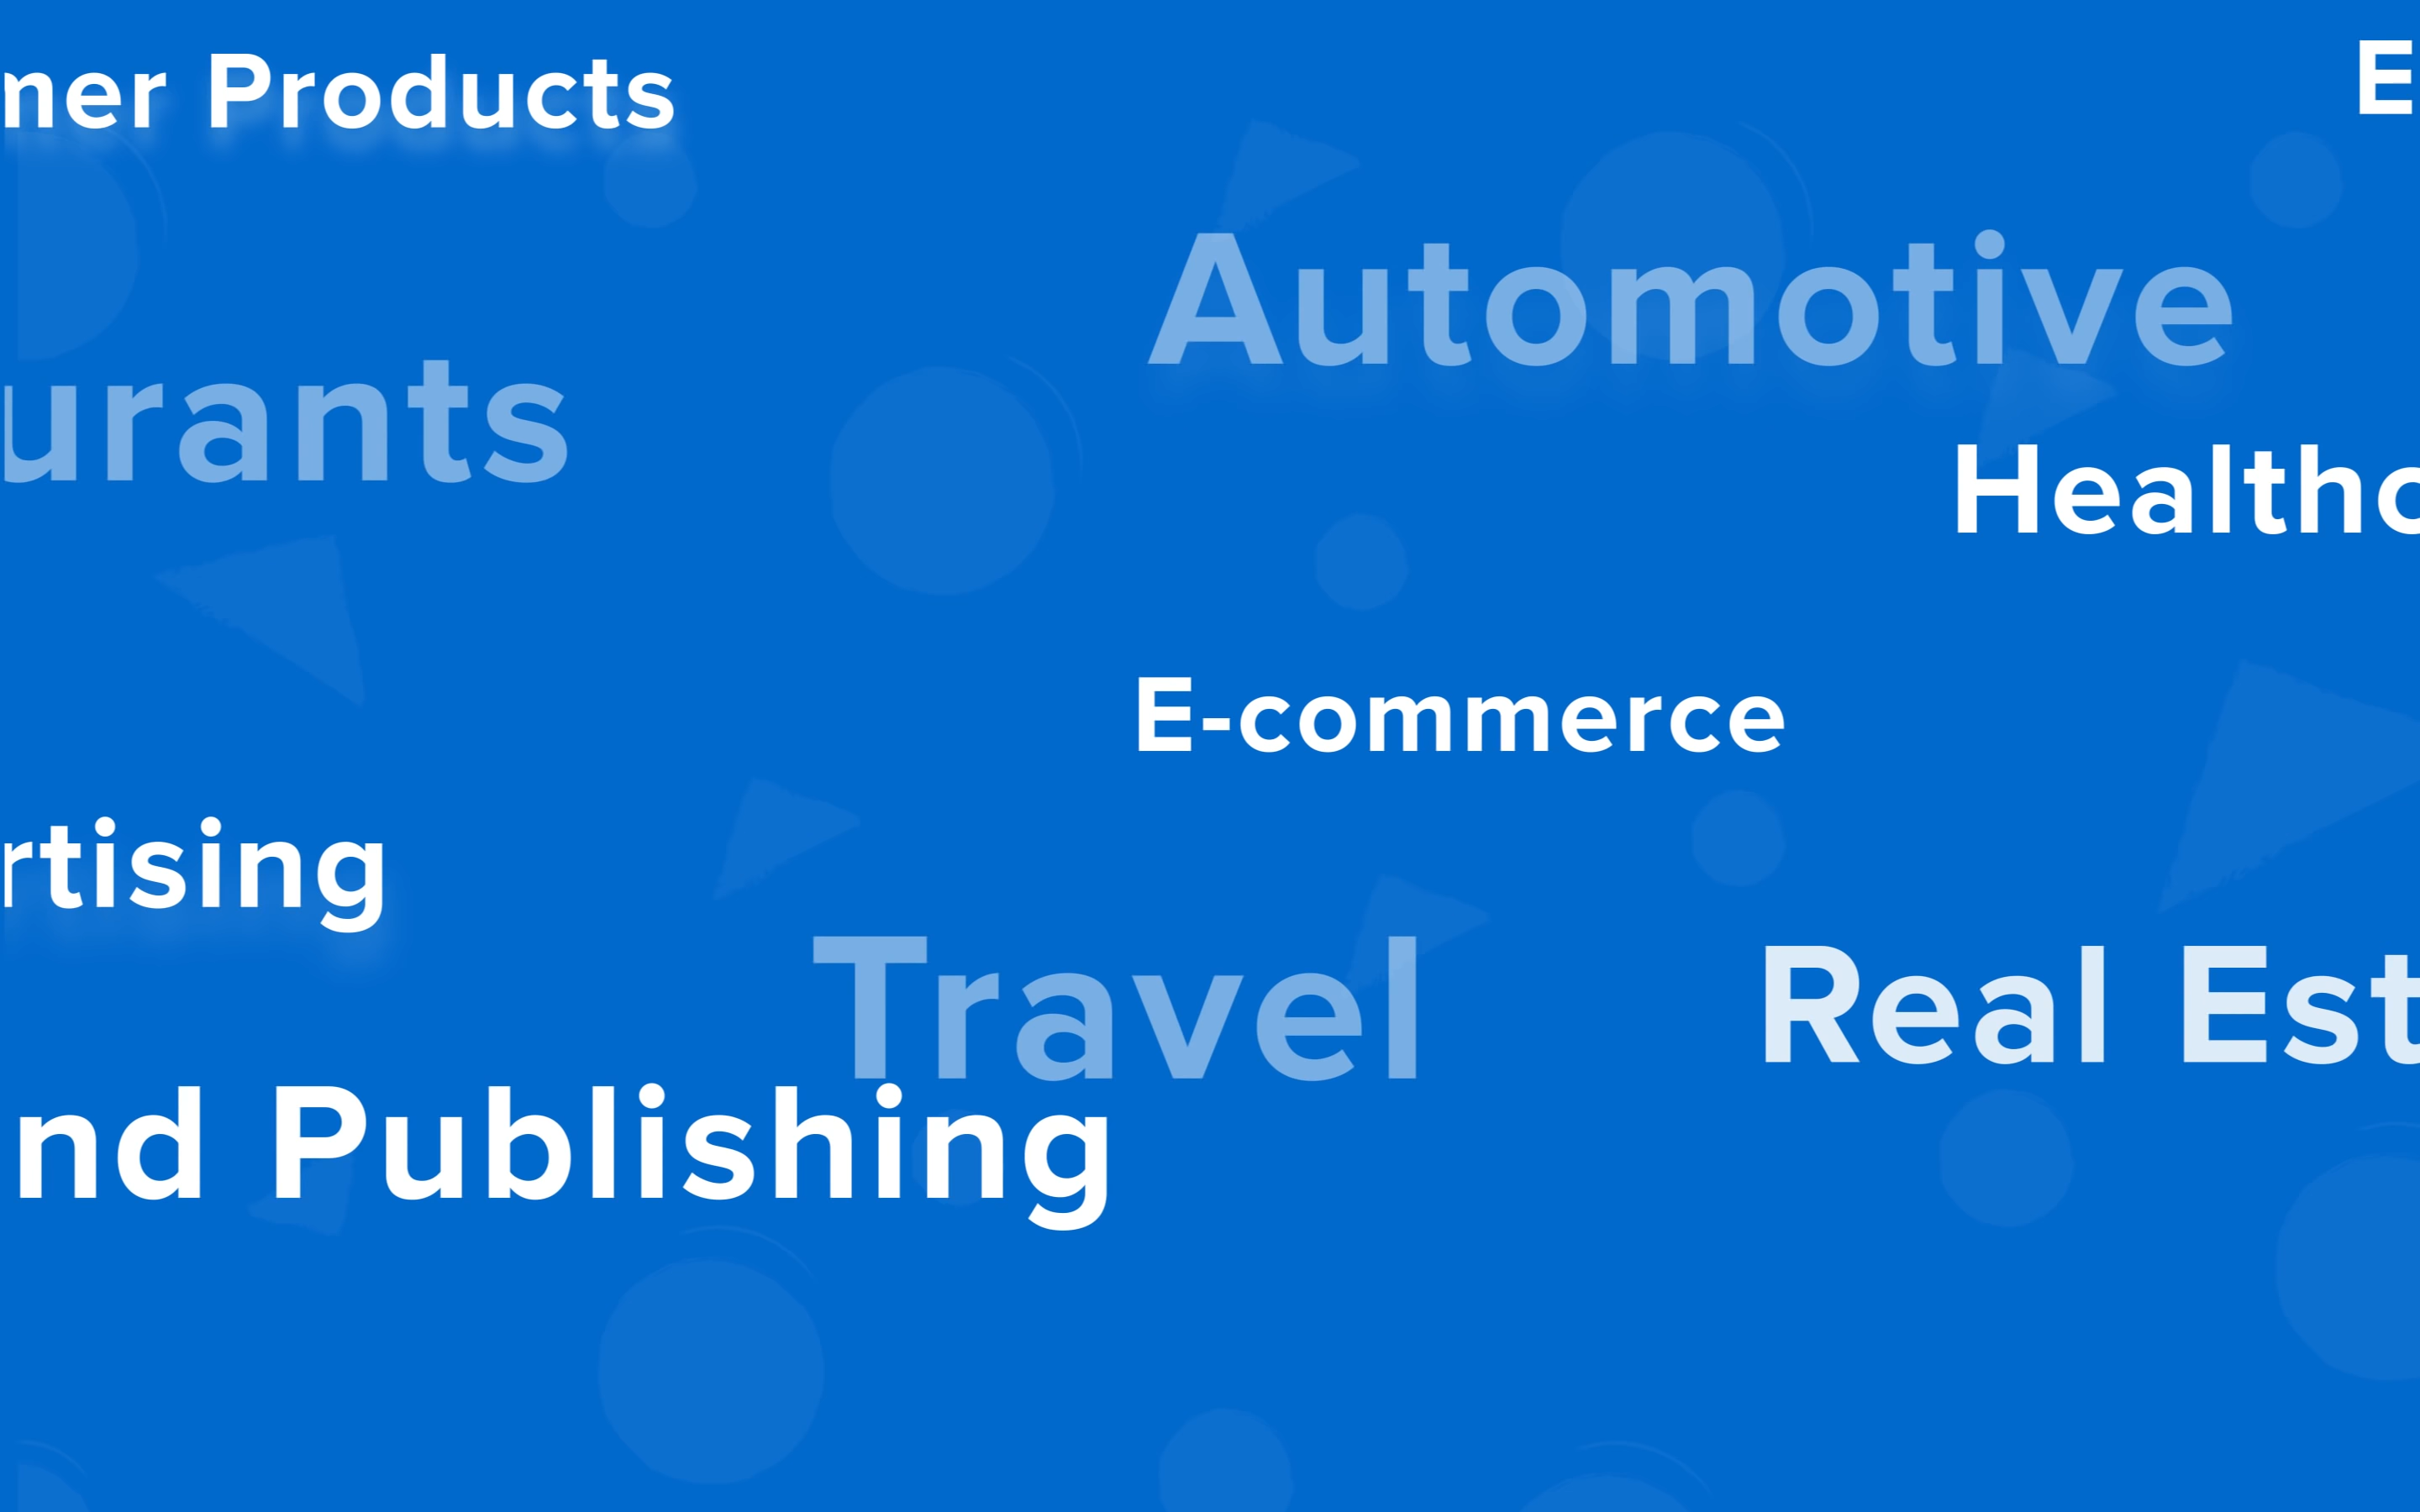 ner Products
E
Automotive
urants
Healthc
E-commerce
rtising
Travel
Real Est
nd Publishing